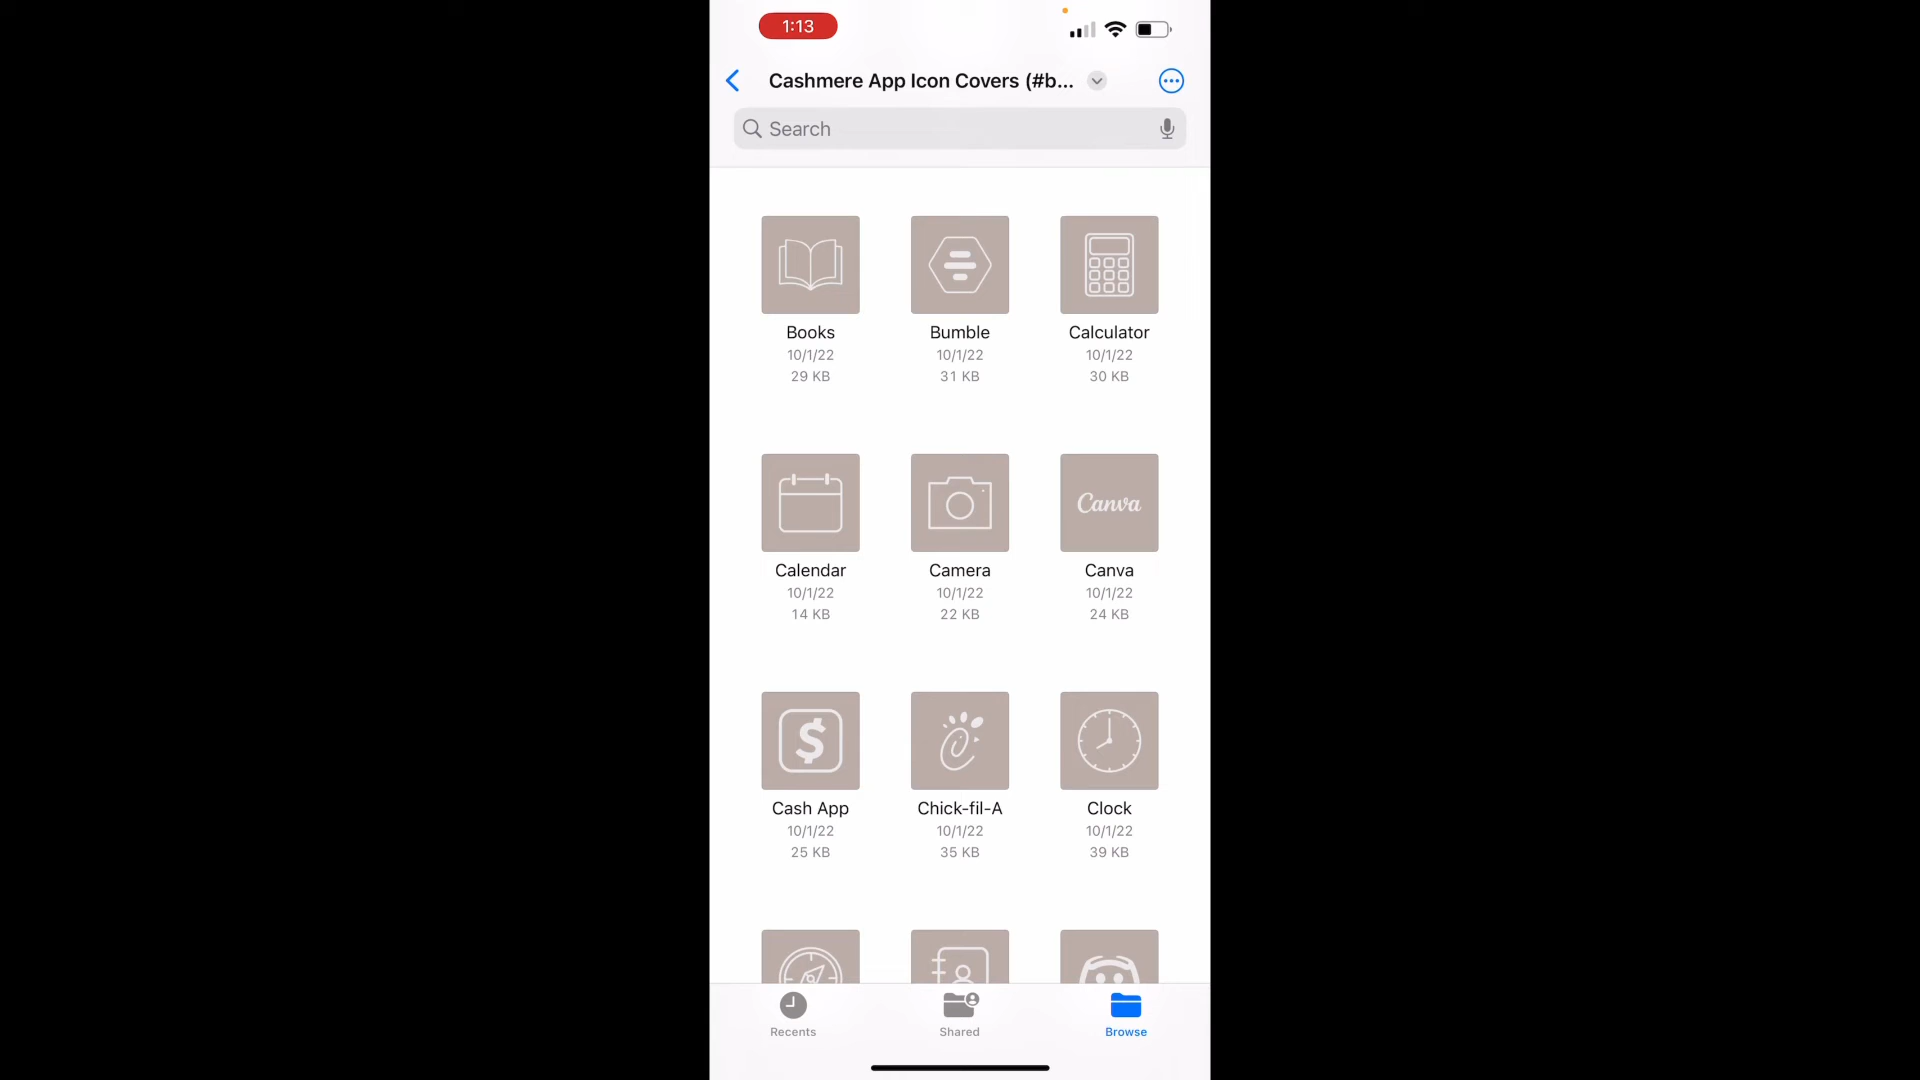 1:13
Cashmere App Icon Covers (#b...
Search
Books
10/1/22
29 KB
Bumble
10/1/22
31 KB
Calculator
10/1/22
30 KB
Calendar
10/1/22
14 KB
Camera
10/1/22
22 KB
Canva
Canva
10/1/22
24 KB
$
Cash App
10/1/22
25 KB
Chick-fil-A
10/1/22
35 KB
Clock
10/1/22
39 KB
Recents
Shared
Browse